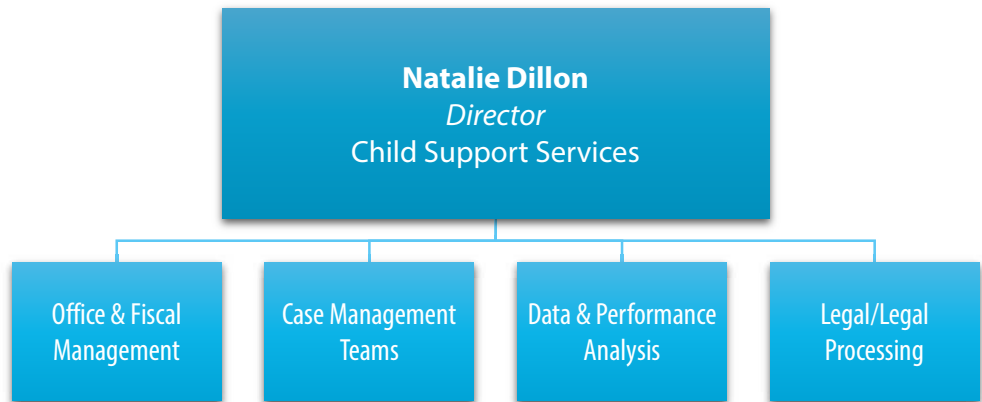 Natalie Dillon
Director
Child Support Services
Office & Fiscal
Management
Case Management
Teams
Data & Performance
Analysis
Legal/Legal
Processing